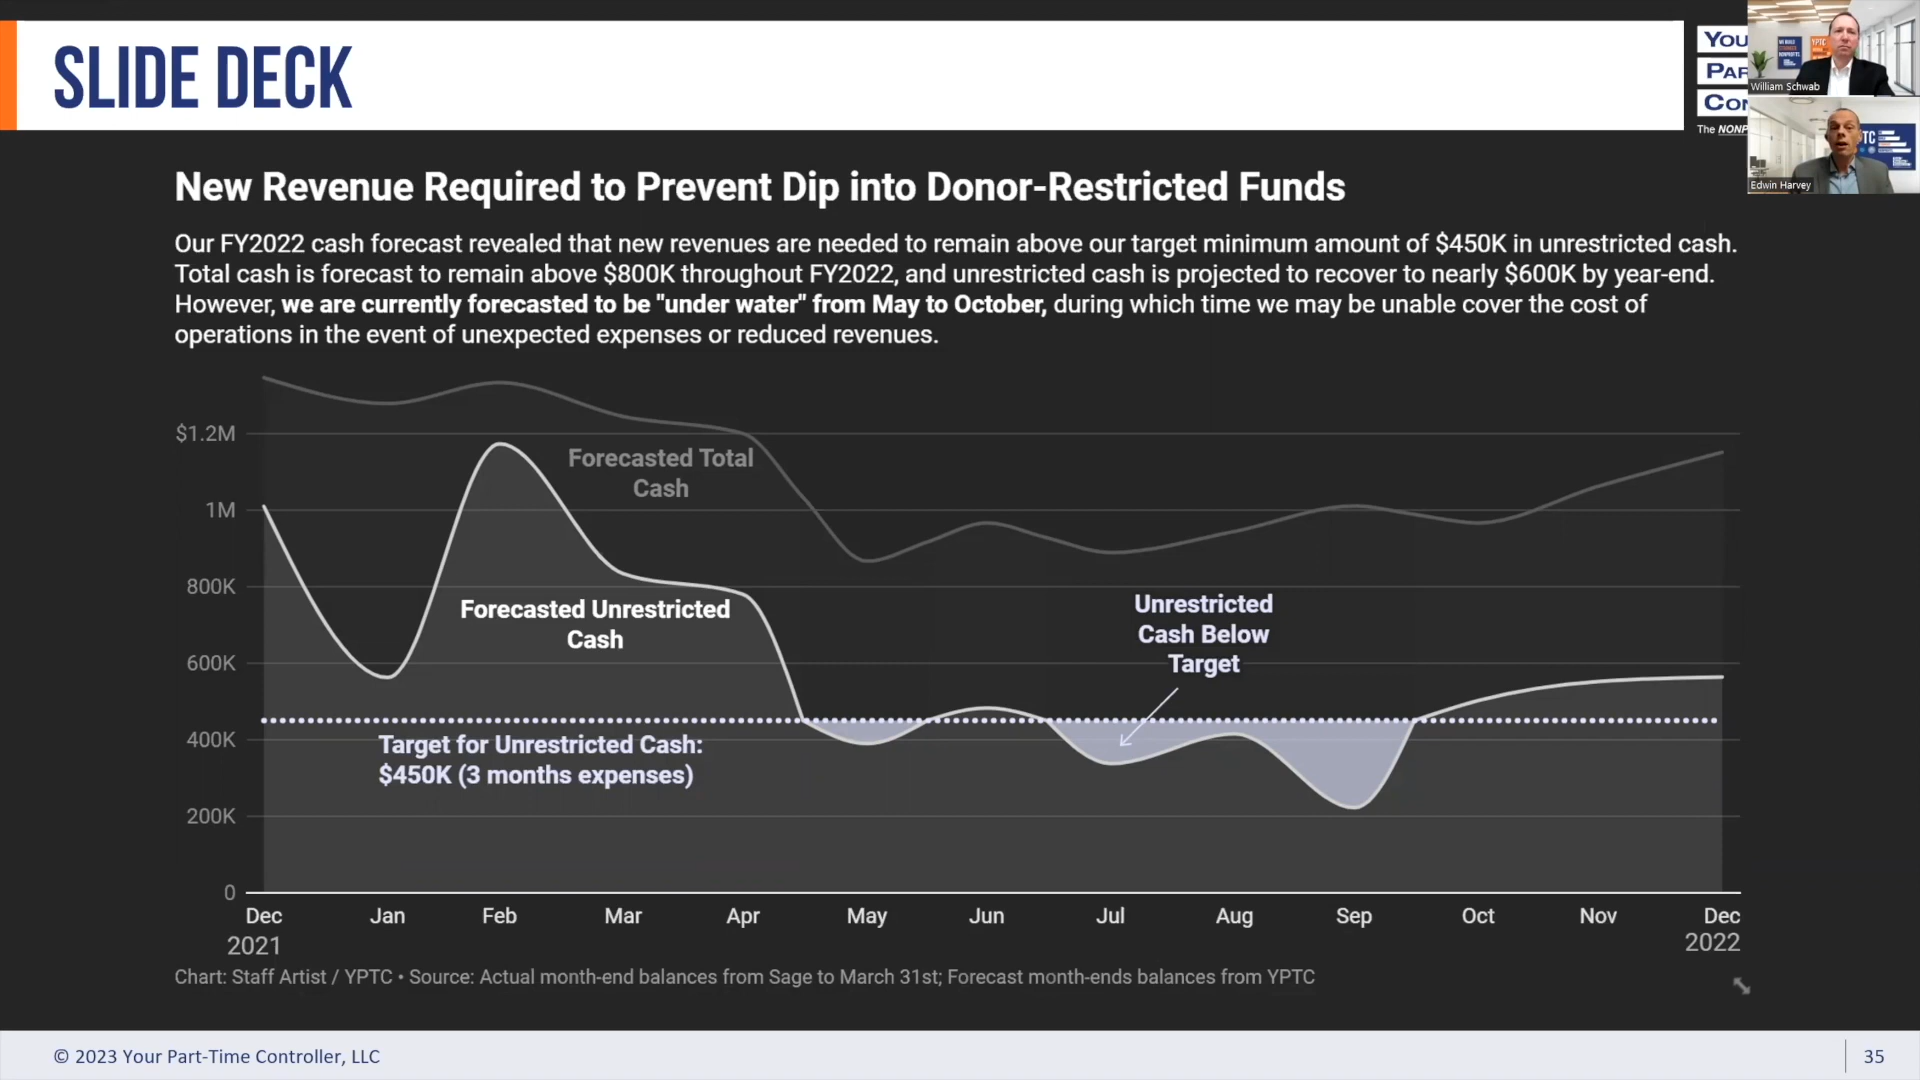 SLIDE DECK
You
Par
Con
The NONP
William Schwab
YPTC
TC
Edwin Harvey
New Revenue Required to Prevent Dip into Donor-Restricted Funds
Our FY2022 cash forecast revealed that new revenues are needed to remain above our target minimum amount of $450K in unrestricted cash.
Total cash is forecast to remain above $800K throughout FY2022, and unrestricted cash is projected to recover to nearly $600K by year-end.
However, we are currently forecasted to be "under water" from May to October, during which time we may be unable cover the cost of
operations in the event of unexpected expenses or reduced revenues.
$1.2M
1M
800K
600K
400K
200K
0
Forecasted Total
Cash
Forecasted Unrestricted
Cash
Unrestricted
Cash Below
Target
Target for Unrestricted Cash:
$450K (3 months expenses)
Dec Jan Feb Mar Apr May Jun Jul Aug Sep Oct Nov Dec
2021 2022
Chart: Staff Artist / YPTC • Source: Actual month-end balances from Sage to March 31st; Forecast month-ends balances from YPTC
© 2023 Your Part-Time Controller, LLC
35